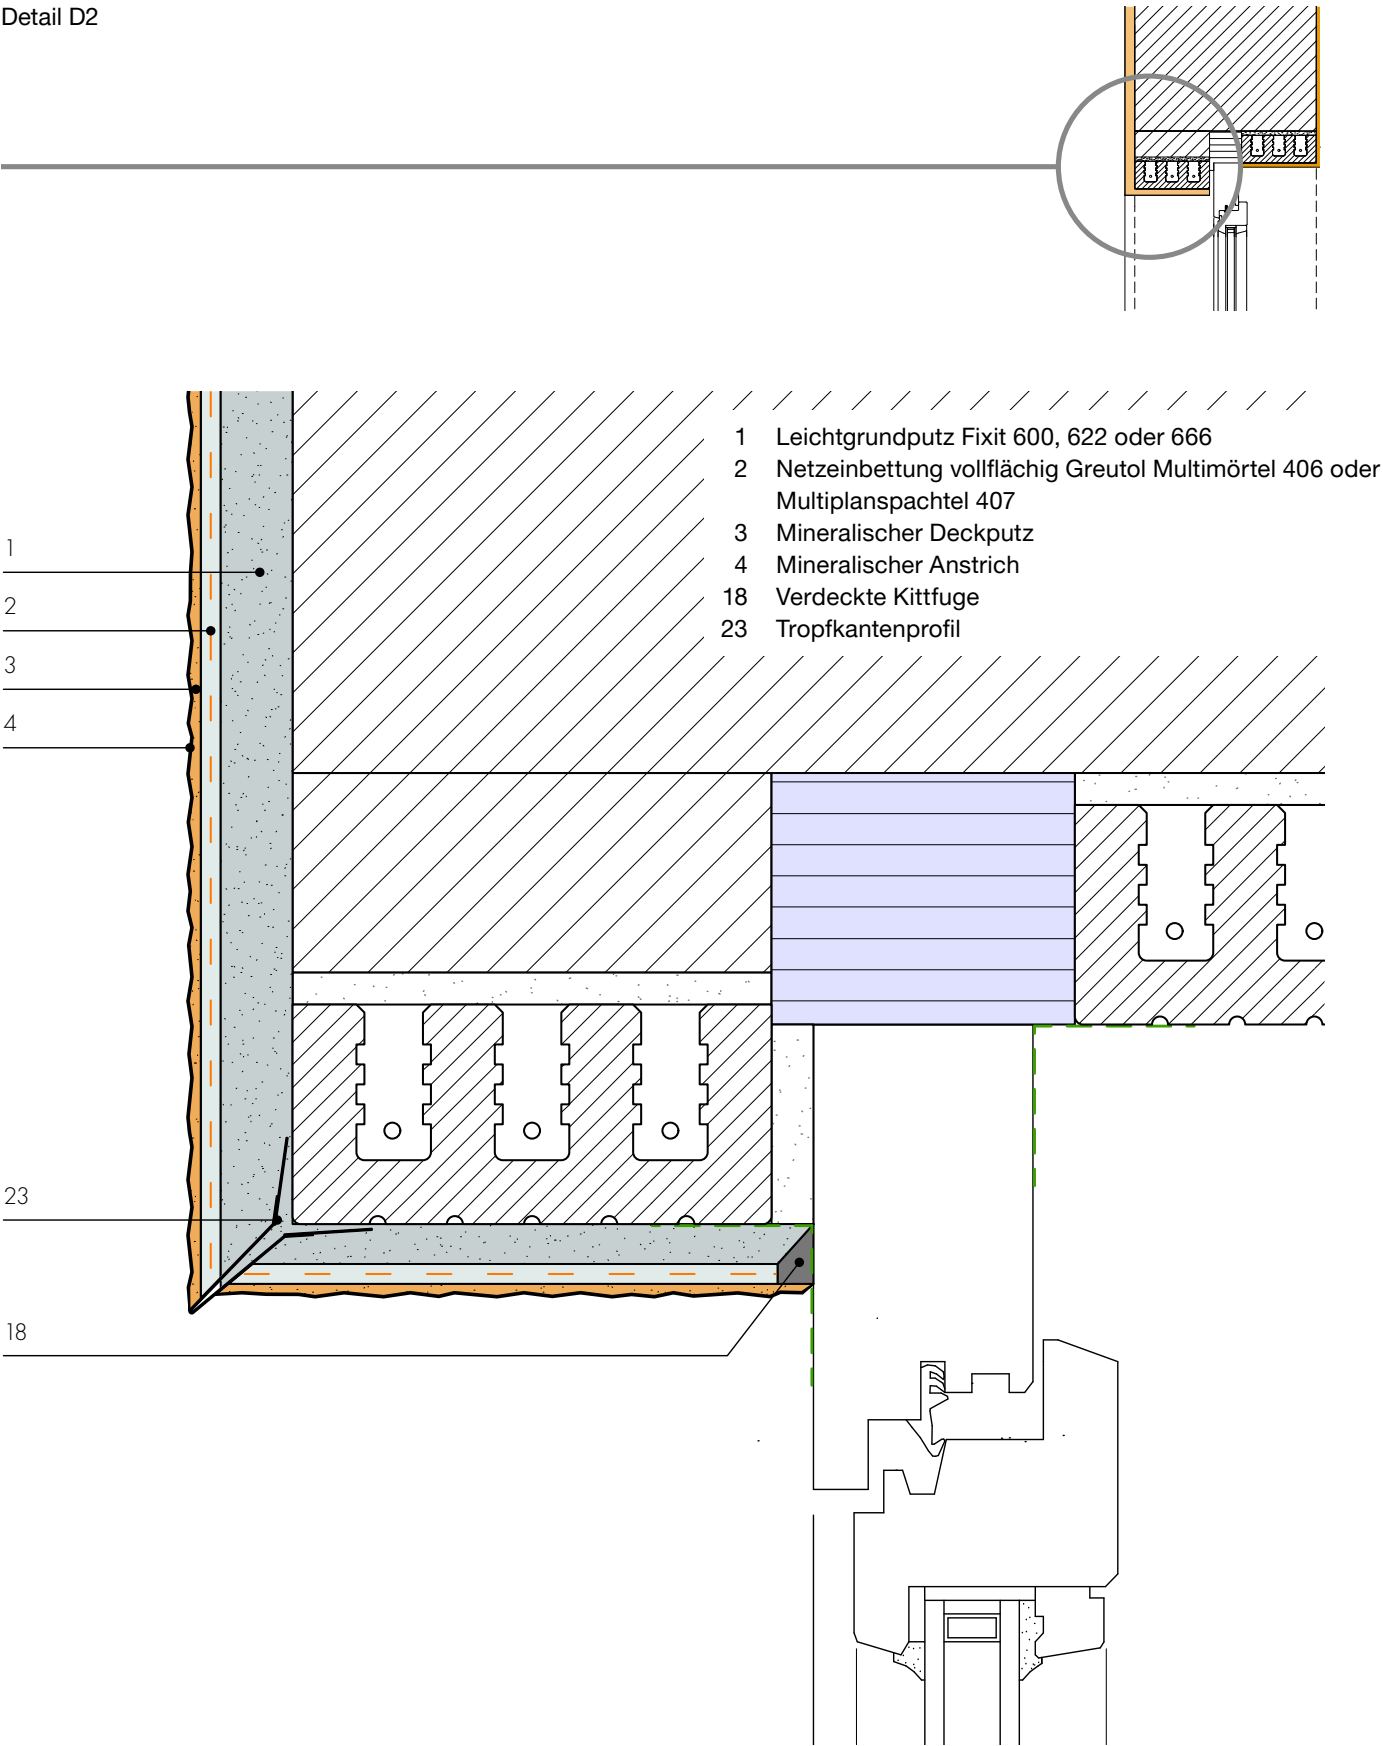 Detail D2
1 Leichtgrundputz Fixit 600, 622 oder 666
2 Netzeinbettung vollflächig Greutol Multimörtel 406 oder
Multiplanspachtel 407
3 Mineralischer Deckputz
4 Mineralischer Anstrich
18 Verdeckte Kittfuge
23 Tropfkantenprofil
1
2
3
4
23
18